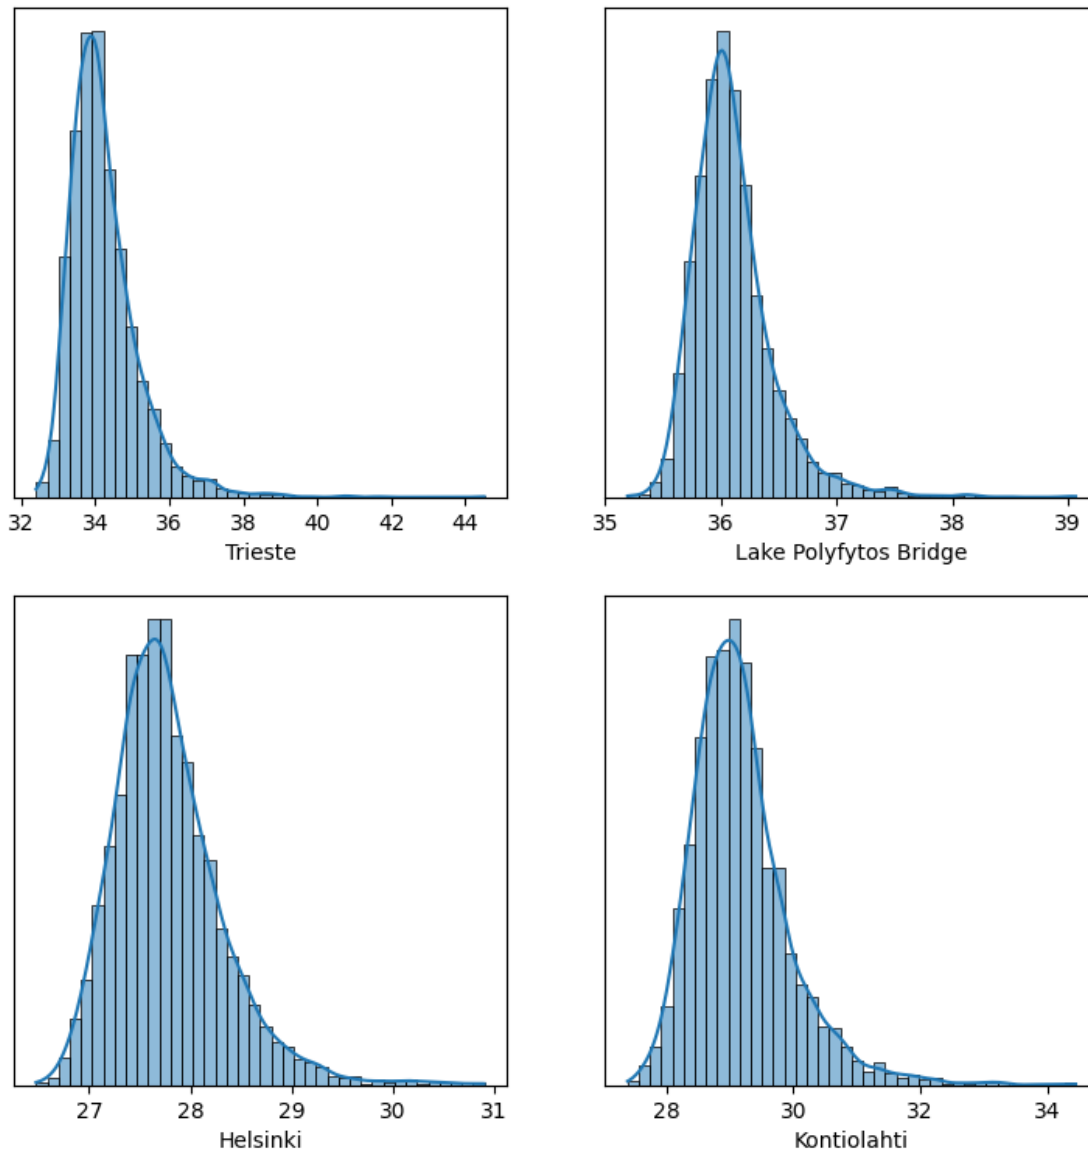 32 34 36 38 40 42 44
Trieste
35 36 37 38 39
Lake Polyfytos Bridge
27 28 29 30 31
Helsinki
28 30 32 34
Kontiolahti